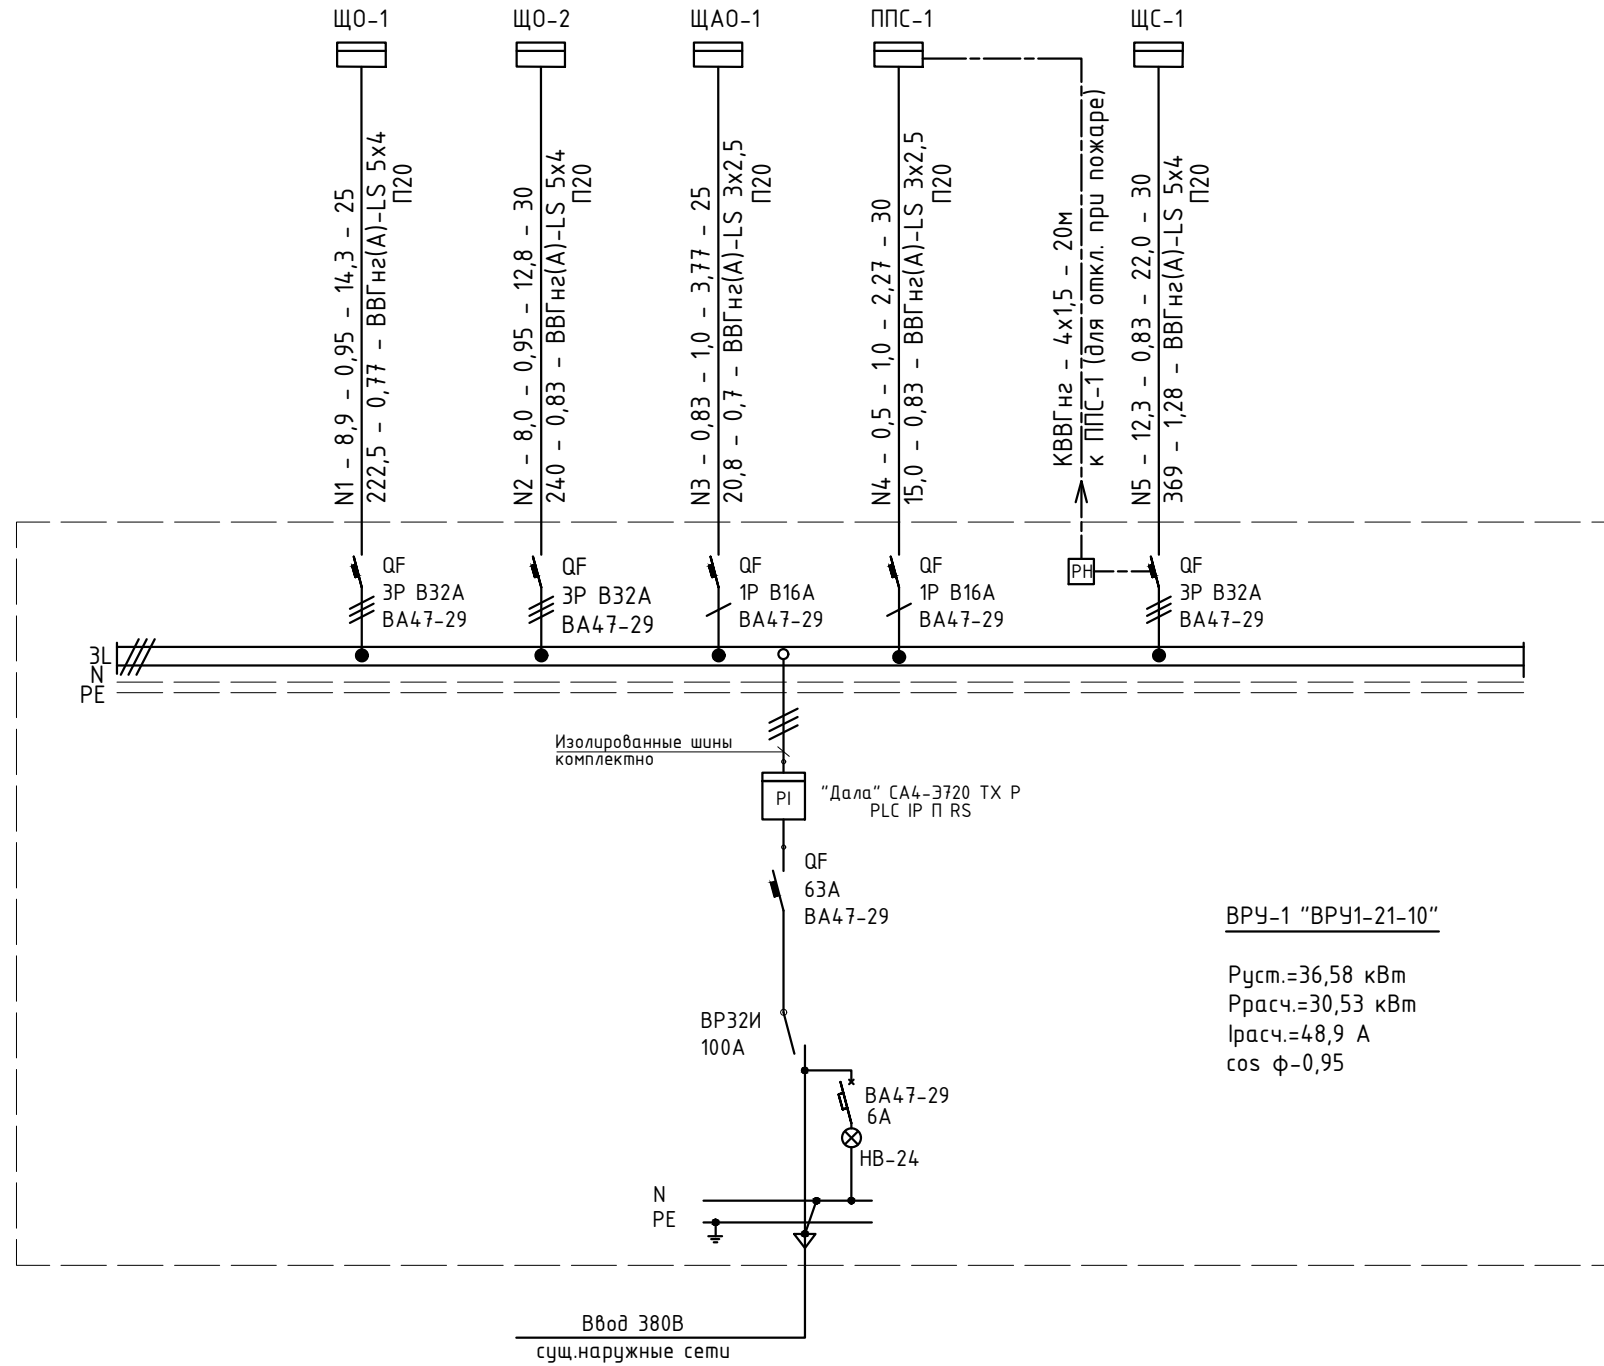 ЩО-1
ЩО-2
ЩАО-1
ППС-1
ЩС-1
N1 - 8,9 - 0,95 - 14,3 - 25
222,5 - 0,77 - ВВГнг(А)-LS 5х4
П20
N2 - 8,0 - 0,95 - 12,8 - 30
240 - 0,83 - ВВГнг(А)-LS 5х4
П20
N3 - 0,83 - 1,0 - 3,77 - 25
20,8 - 0,7 - ВВГнг(А)-LS 3х2,5
П20
N4 - 0,5 - 1,0 - 2,27 - 30
15,0 - 0,83 - ВВГнг(А)-LS 3х2,5
П20
КВВГнг - 4х1,5 - 20м
к ППС-1 (для откл. при пожаре)
N5 - 12,3 - 0,83 - 22,0 - 30
369 - 1,28 - ВВГнг(А)-LS 5х4
П20
QF
3P B32A
ВА47-29
QF
3P B32A
ВА47-29
QF
1P B16A
ВА47-29
QF
1P B16A
ВА47-29
РН
QF
3P B32A
ВА47-29
3L
N
PE
Изолированные шины
комплектно
PI
"Дала" СА4-Э720 ТХ Р
PLC IP П RS
QF
63А
ВА47-29
ВРУ-1 "ВРУ1-21-10"
Руст.=36,58 кВт
Ррасч.=30,53 кВт
Iрасч.=48,9 А
cos ф-0,95
ВР32И
100А
ВА47-29
6А
НВ-24
N
PE
Ввод 380В
сущ.наружные сети